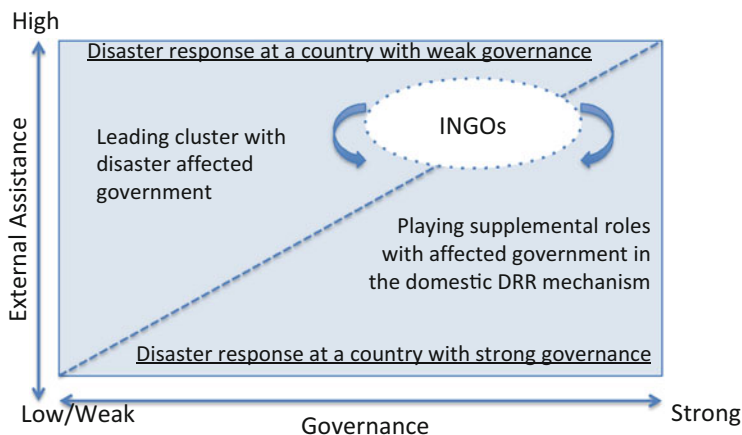 High
Disaster response at a country with weak governance
INGOs
Leading cluster with
disaster affected
government
External Assistance
Playing supplemental roles
with affected government in
the domestic DRR mechanism
Disaster response at a country with strong governance
Low/Weak
Governance
Strong